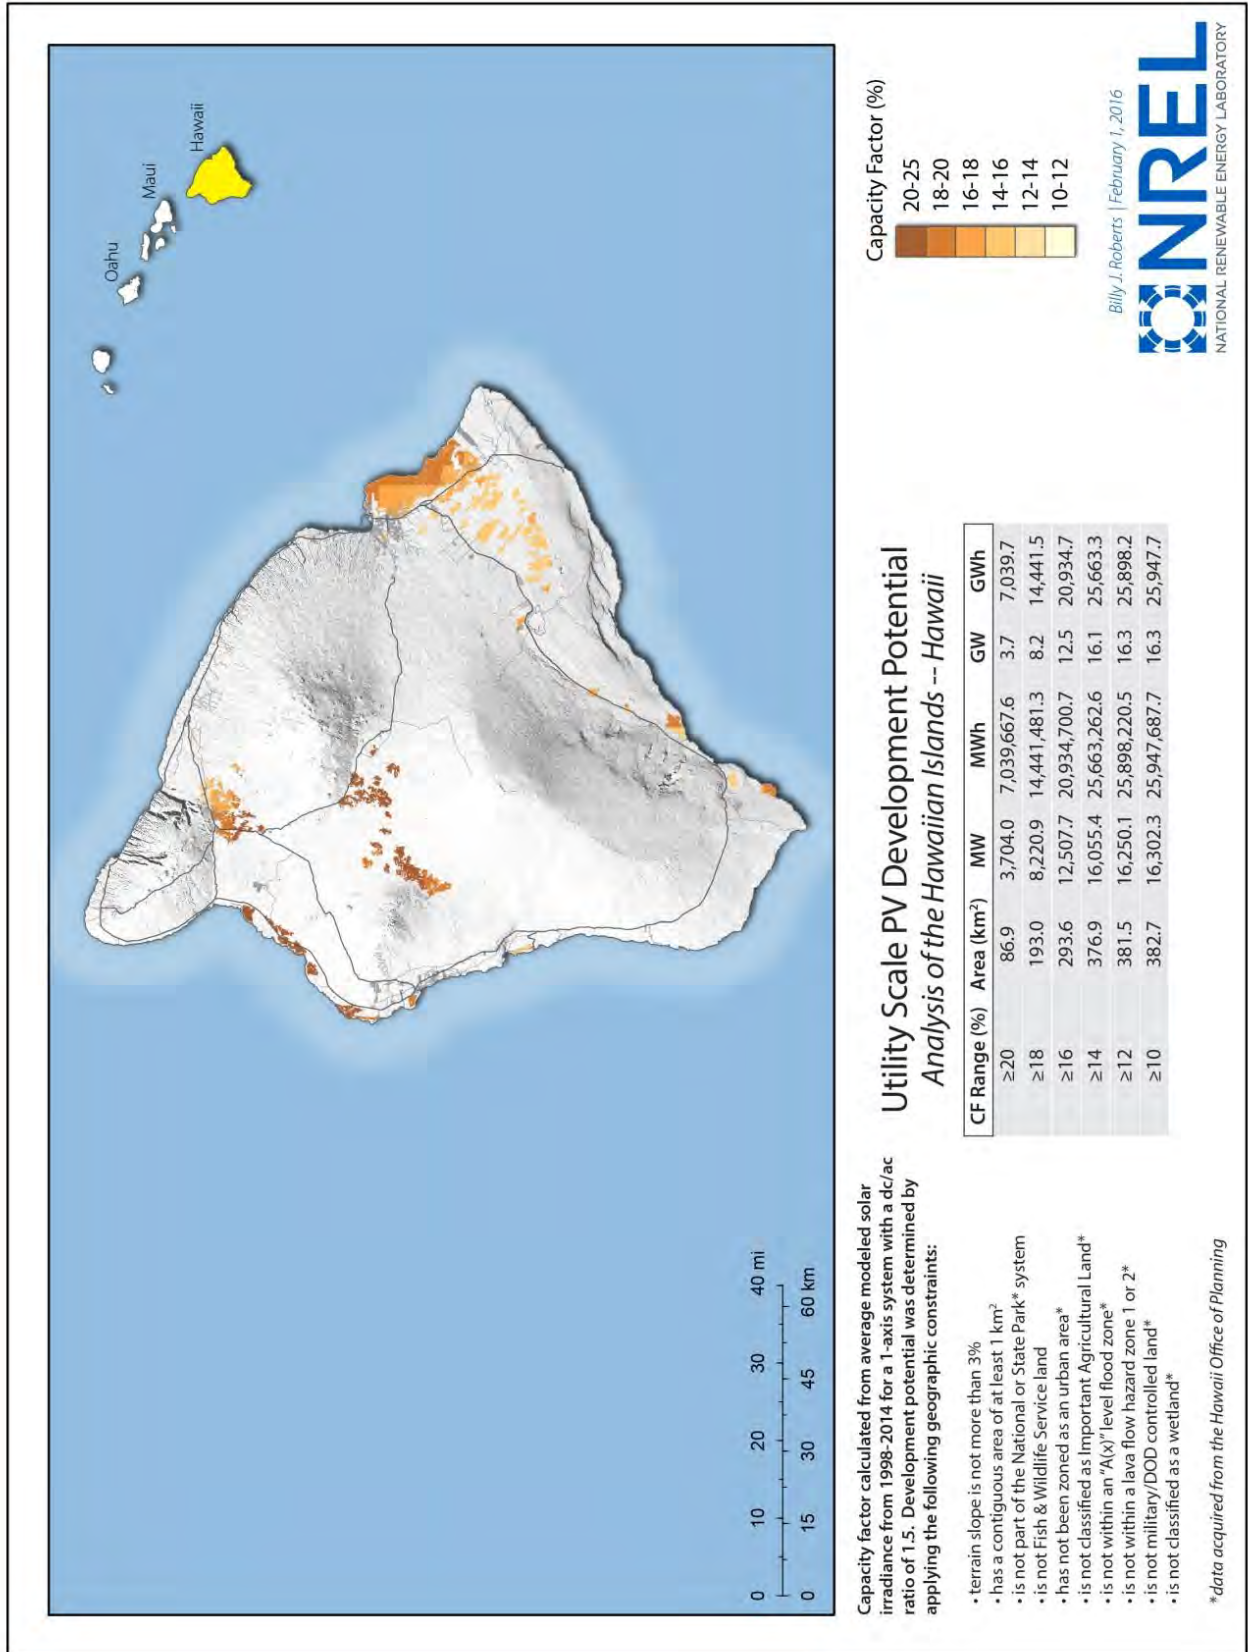 Oahu
Maui
Hawaii
0 10 20 30 40 mi
0 15 30 45 60 km
Capacity factor calculated from average modeled solar
irradiance from 1998-2014 for a 1-axis system with a dc/ac
ratio of 1.5. Development potential was determined by
applying the following geographic constraints:
• terrain slope is not more than 3%
• has a contiguous area of at least 1 km²
• is not part of the National or State Park* system
• is not Fish & Wildlife Service land
• has not been zoned as an urban area*
• is not classified as Important Agricultural Land*
• is not within an "A(x)" level flood zone*
• is not within a lava flow hazard zone 1 or 2*
• is not military/DOD controlled land*
• is not classified as a wetland*
*data acquired from the Hawaii Office of Planning
Utility Scale PV Development Potential
Analysis of the Hawaiian Islands -- Hawaii
CF Range (%) Area (km²) MW MWh GW GWh
≥20 86.9 3,704.0 7,039,667.6 3.7 7,039.7
≥18 193.0 8,220.9 14,441,481.3 8.2 14,441.5
≥16 293.6 12,507.7 20,934,700.7 12.5 20,934.7
≥14 376.9 16,055.4 25,663,262.6 16.1 25,663.3
≥12 381.5 16,250.1 25,898,220.5 16.3 25,898.2
≥10 382.7 16,302.3 25,947,687.7 16.3 25,947.7
Capacity Factor (%)
20-25
18-20
16-18
14-16
12-14
10-12
Billy J. Roberts | February 1, 2016
NREL
NATIONAL RENEWABLE ENERGY LABORATORY